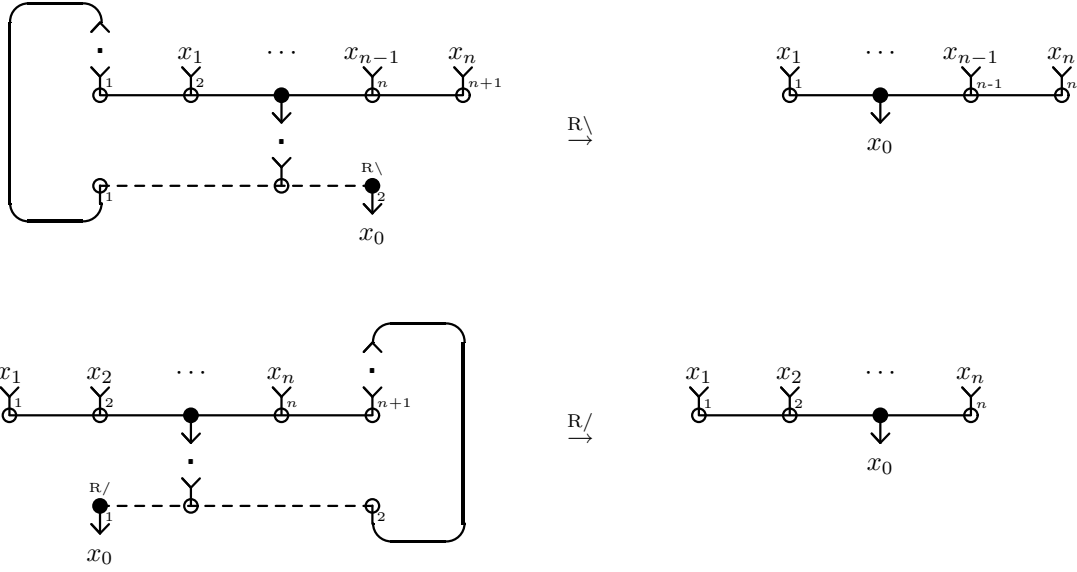 x₁ ⋯ xₙ₋₁ xₙ x₁ ⋯ xₙ₋₁ xₙ
1 2 n n+1 1 n-1 n
R\ x₀
R\
1 2
x₀
x₁ x₂ ⋯ xₙ x₁ x₂ ⋯ xₙ
1 2 n n+1 1 2 n
R/ x₀
R/
1 2
x₀